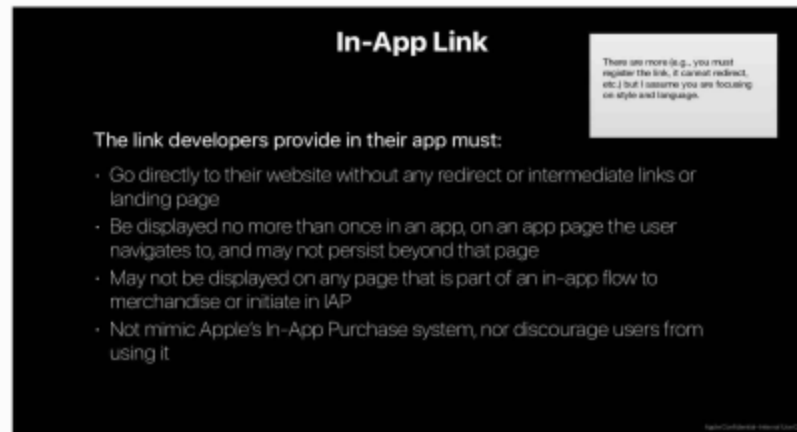 In-App Link
There are more (e.g., you must
register the link, it cannot redirect,
etc.) but I assume you are focusing
on style and language.
The link developers provide in their app must:
· Go directly to their website without any redirect or intermediate links or
landing page
· Be displayed no more than once in an app, on an app page the user
navigates to, and may not persist beyond that page
· May not be displayed on any page that is part of an in-app flow to
merchandise or initiate in IAP
· Not mimic Apple's In-App Purchase system, nor discourage users from
using it
Apple Confidential-Internal Use